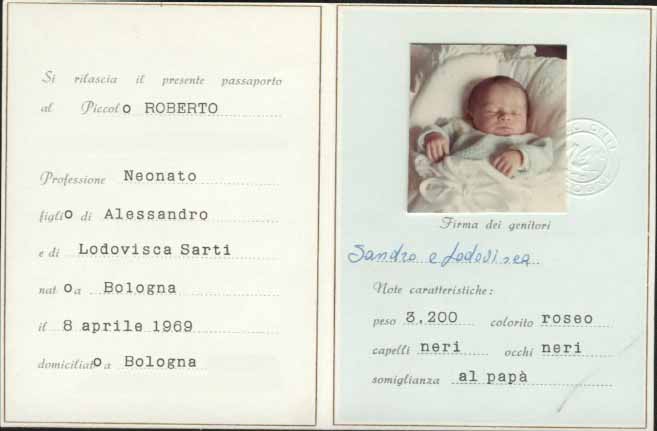 Si rilascia il presente passaporto
al Piccolo ROBERTO
Professione Neonato
figlio di Alessandro
e di Lodovisca Sarti
nato a Bologna
il 8 aprile 1969
domiciliato a Bologna
Firma dei genitori
Sandro e Lodovisca
Note caratteristiche:
peso 3,200 colorito roseo
capelli neri occhi neri
somiglianza al papà